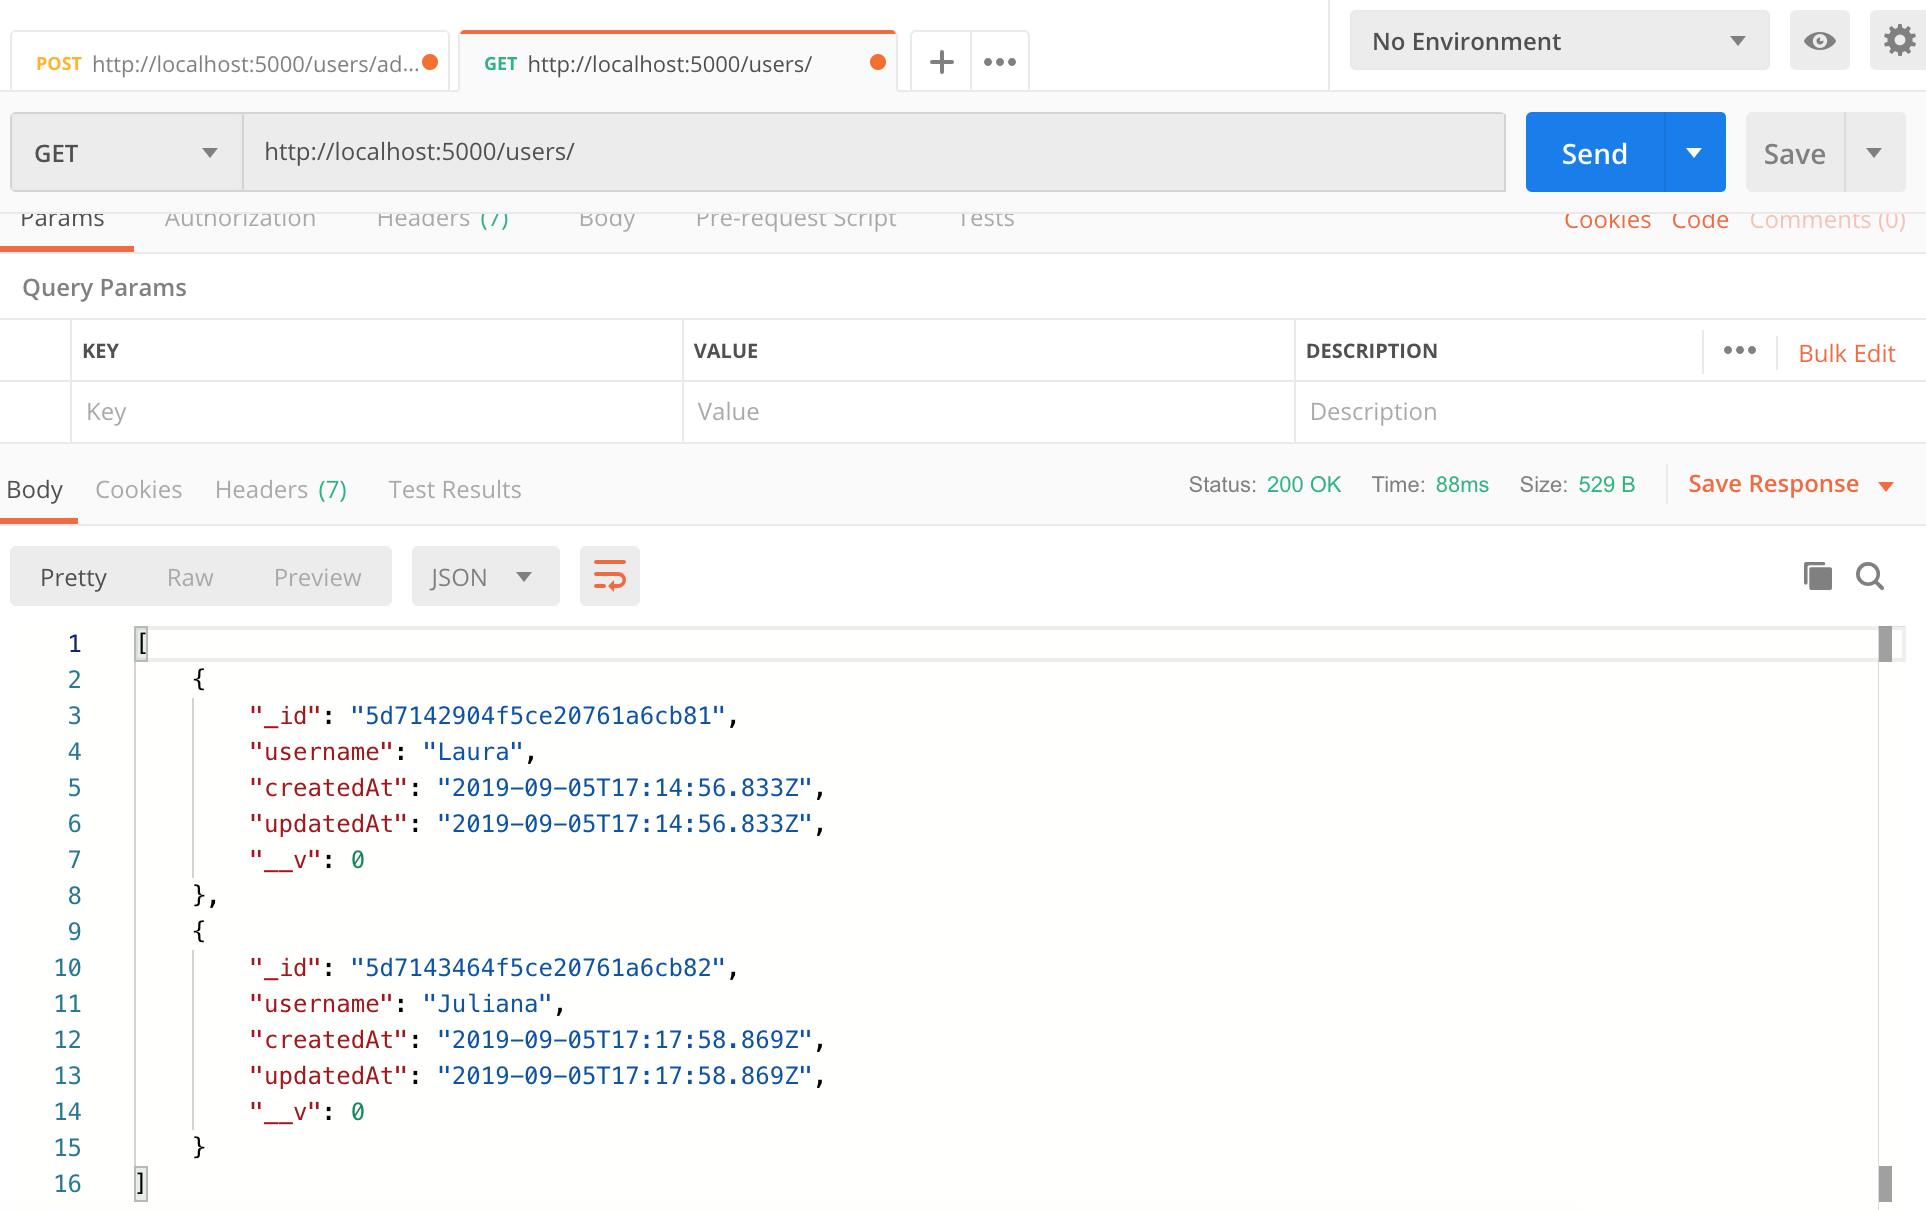 POST http://localhost:5000/users/ad...
GET http://localhost:5000/users/
No Environment
GET http://localhost:5000/users/ Send Save
Params Authorization Headers (7) Body Pre-request Script Tests Cookies Code Comments (0)
Query Params
KEY VALUE DESCRIPTION Bulk Edit
Key Value Description
Body Cookies Headers (7) Test Results Status: 200 OK Time: 88ms Size: 529 B Save Response
Pretty Raw Preview JSON
1 [
2 {
3 "_id": "5d7142904f5ce20761a6cb81",
4 "username": "Laura",
5 "createdAt": "2019-09-05T17:14:56.833Z",
6 "updatedAt": "2019-09-05T17:14:56.833Z",
7 "__v": 0
8 },
9 {
10 "_id": "5d7143464f5ce20761a6cb82",
11 "username": "Juliana",
12 "createdAt": "2019-09-05T17:17:58.869Z",
13 "updatedAt": "2019-09-05T17:17:58.869Z",
14 "__v": 0
15 }
16 ]